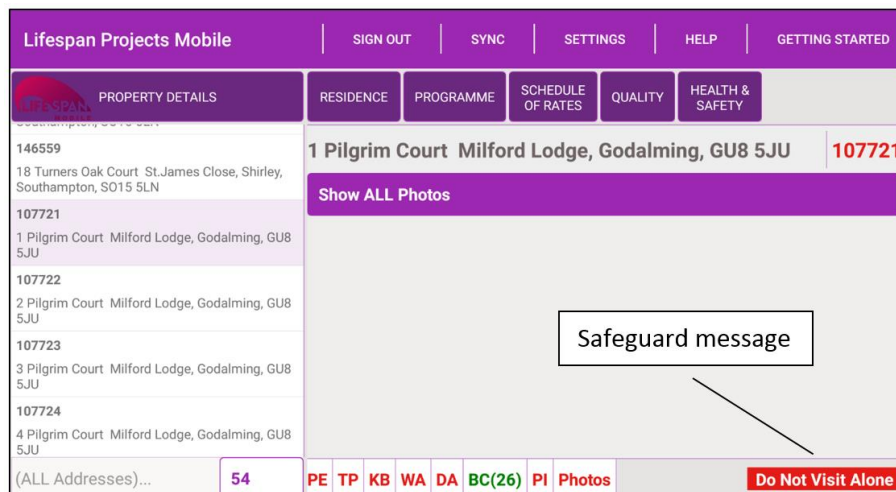 Lifespan Projects Mobile
SIGN OUT
SYNC
SETTINGS
HELP
GETTING STARTED
LIFESPAN
MOBILE
PROPERTY DETAILS
RESIDENCE
PROGRAMME
SCHEDULE
OF RATES
QUALITY
HEALTH &
SAFETY
146559
18 Turners Oak Court St.James Close, Shirley,
Southampton, SO15 5LN
107721
1 Pilgrim Court Milford Lodge, Godalming, GU8
5JU
107722
2 Pilgrim Court Milford Lodge, Godalming, GU8
5JU
107723
3 Pilgrim Court Milford Lodge, Godalming, GU8
5JU
107724
4 Pilgrim Court Milford Lodge, Godalming, GU8
5JU
(ALL Addresses)...
54
1 Pilgrim Court Milford Lodge, Godalming, GU8 5JU
107721
Show ALL Photos
Safeguard message
PE TP KB WA DA BC(26) PI Photos
Do Not Visit Alone